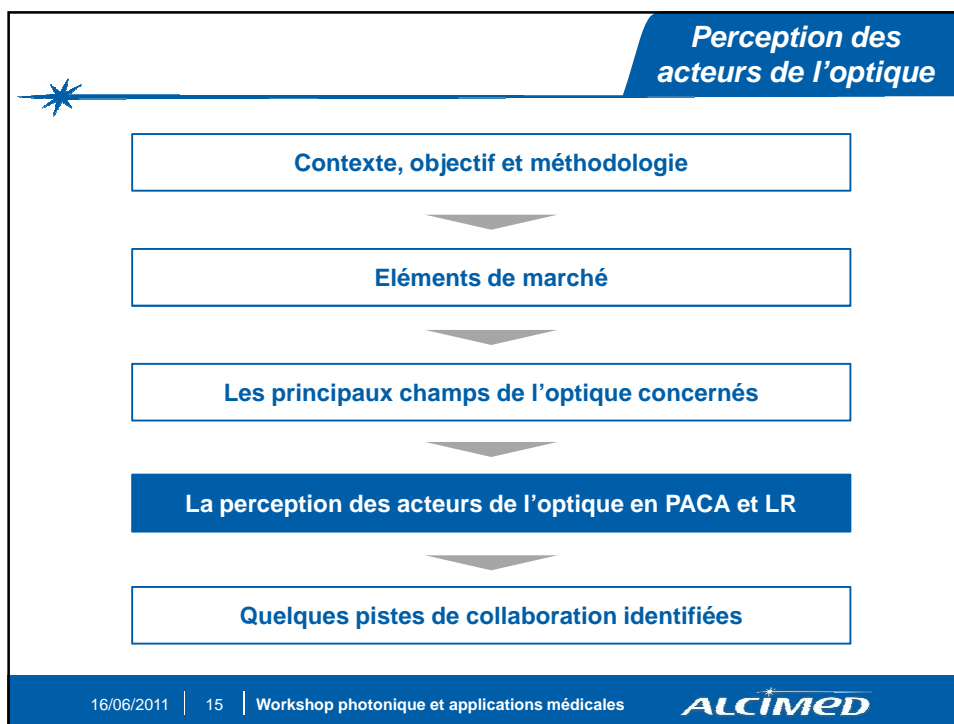 Perception des
acteurs de l'optique
Contexte, objectif et méthodologie
Eléments de marché
Les principaux champs de l'optique concernés
La perception des acteurs de l'optique en PACA et LR
Quelques pistes de collaboration identifiées
16/06/2011 15 Workshop photonique et applications médicales ALCIMED